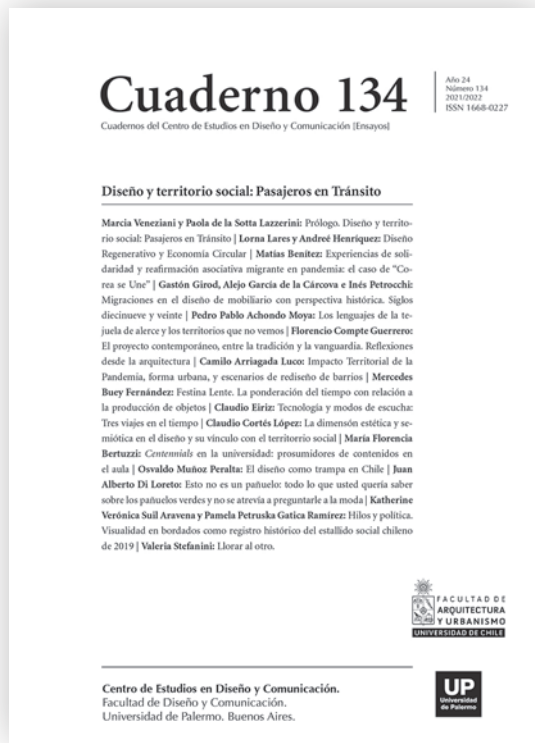 Cuaderno 134
Cuadernos del Centro de Estudios en Diseño y Comunicación [Ensayos]
Año 24
Número 134
2021/2022
ISSN 1668-0227
Diseño y territorio social: Pasajeros en Tránsito
Marcia Veneziani y Paola de la Sotta Lazzerini: Prólogo. Diseño y territo-
rio social: Pasajeros en Tránsito | Lorna Lares y Andreé Henríquez: Diseño
Regenerativo y Economía Circular | Matías Benítez: Experiencias de soli-
daridad y reafirmación asociativa migrante en pandemia: el caso de “Co-
rea se Une” | Gastón Girod, Alejo García de la Cárcova e Inés Petrocchi:
Migraciones en el diseño de mobiliario con perspectiva histórica. Siglos
diecinueve y veinte | Pedro Pablo Achondo Moya: Los lenguajes de la te-
juela de alerce y los territorios que no vemos | Florencio Compte Guerrero:
El proyecto contemporáneo, entre la tradición y la vanguardia. Reflexiones
desde la arquitectura | Camilo Arriagada Luco: Impacto Territorial de la
Pandemia, forma urbana, y escenarios de rediseño de barrios | Mercedes
Buey Fernández: Festina Lente. La ponderación del tiempo con relación a
la producción de objetos | Claudio Eiriz: Tecnología y modos de escucha:
Tres viajes en el tiempo | Claudio Cortés López: La dimensón estética y se-
miótica en el diseño y su vínculo con el territorrio social | María Florencia
Bertuzzi: Centennials en la universidad: prosumidores de contenidos en
el aula | Osvaldo Muñoz Peralta: El diseño como trampa en Chile | Juan
Alberto Di Loreto: Esto no es un pañuelo: todo lo que usted quería saber
sobre los pañuelos verdes y no se atrevía a preguntarle a la moda | Katherine
Verónica Suil Aravena y Pamela Petruska Gatica Ramírez: Hilos y política.
Visualidad en bordados como registro histórico del estallido social chileno
de 2019 | Valeria Stefanini: Llorar al otro.
FACULTAD DE
ARQUITECTURA
Y URBANISMO
UNIVERSIDAD DE CHILE
Centro de Estudios en Diseño y Comunicación.
Facultad de Diseño y Comunicación.
Universidad de Palermo. Buenos Aires.
UP
Universidad
de Palermo